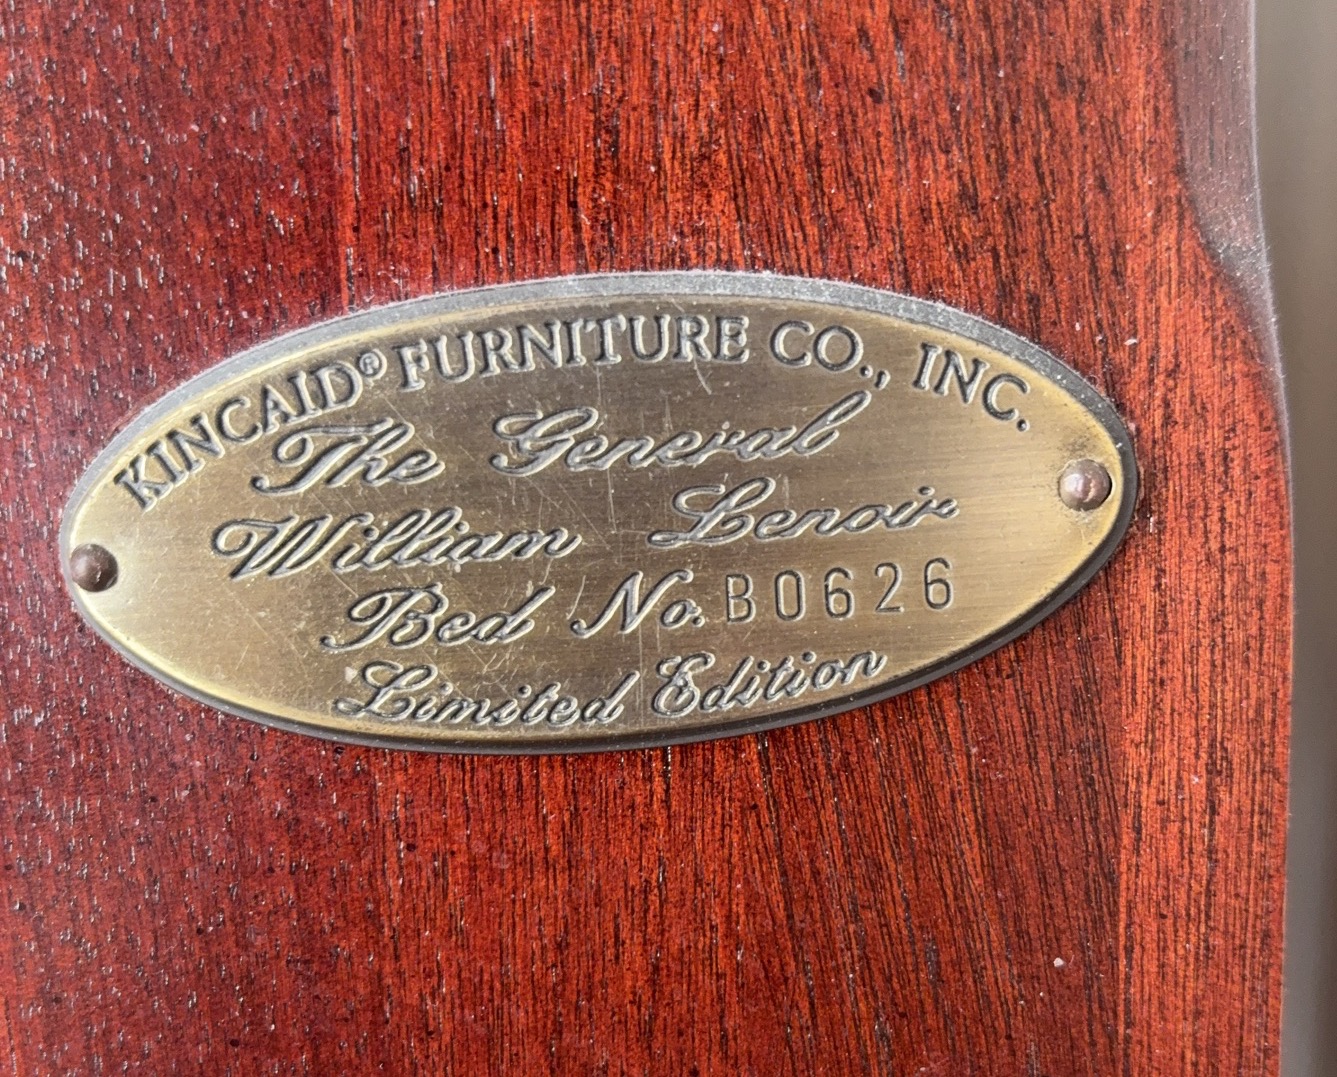 KINCAID® FURNITURE CO., INC.
The General
William Lenoir
Bed No. B0626
Limited Edition